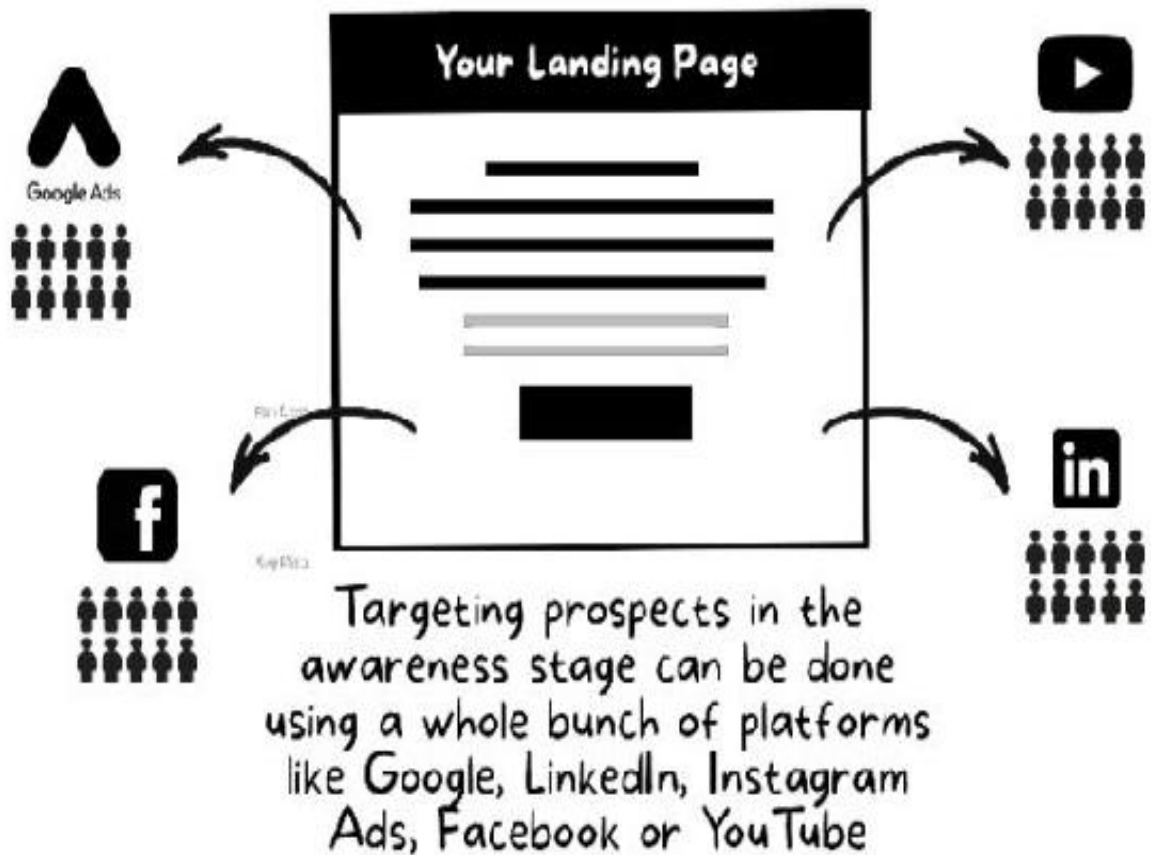 Your Landing Page
Google Ads
f
in
Targeting prospects in the
awareness stage can be done
using a whole bunch of platforms
like Google, LinkedIn, Instagram
Ads, Facebook or YouTube